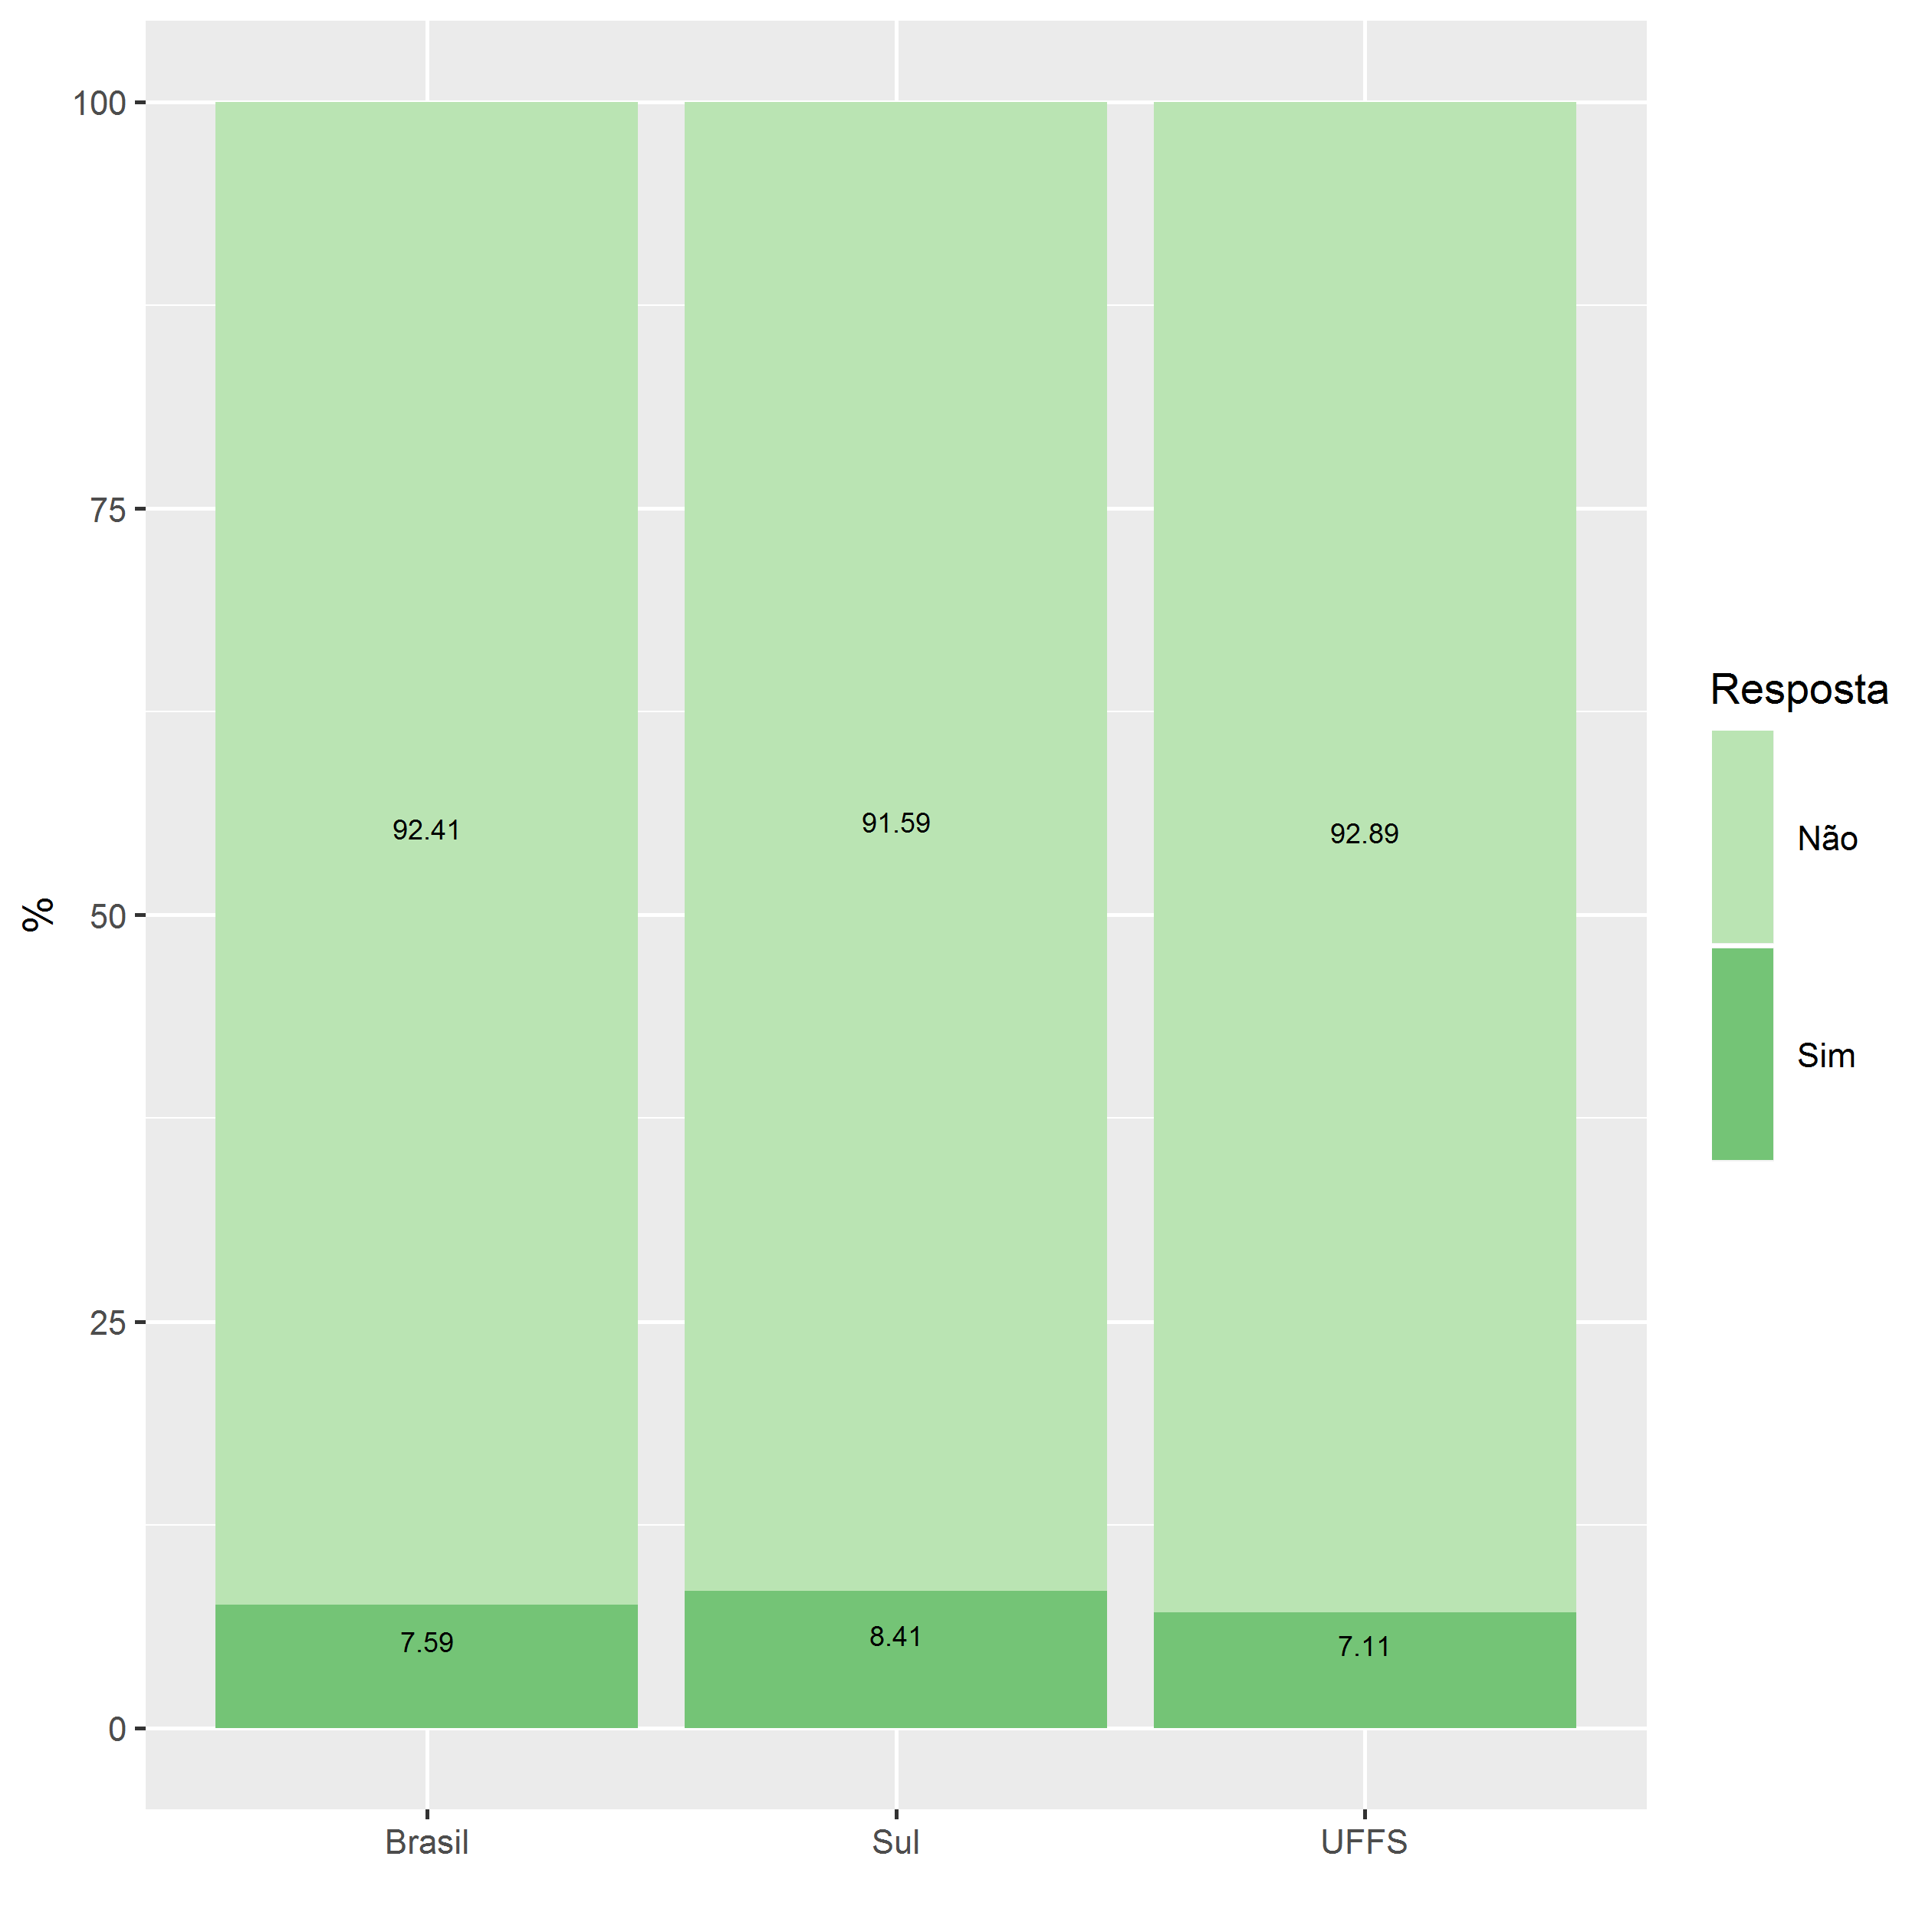 100
75
50
25
0
%
92.41
91.59
92.89
7.59
8.41
7.11
Brasil
Sul
UFFS
Resposta
Não
Sim